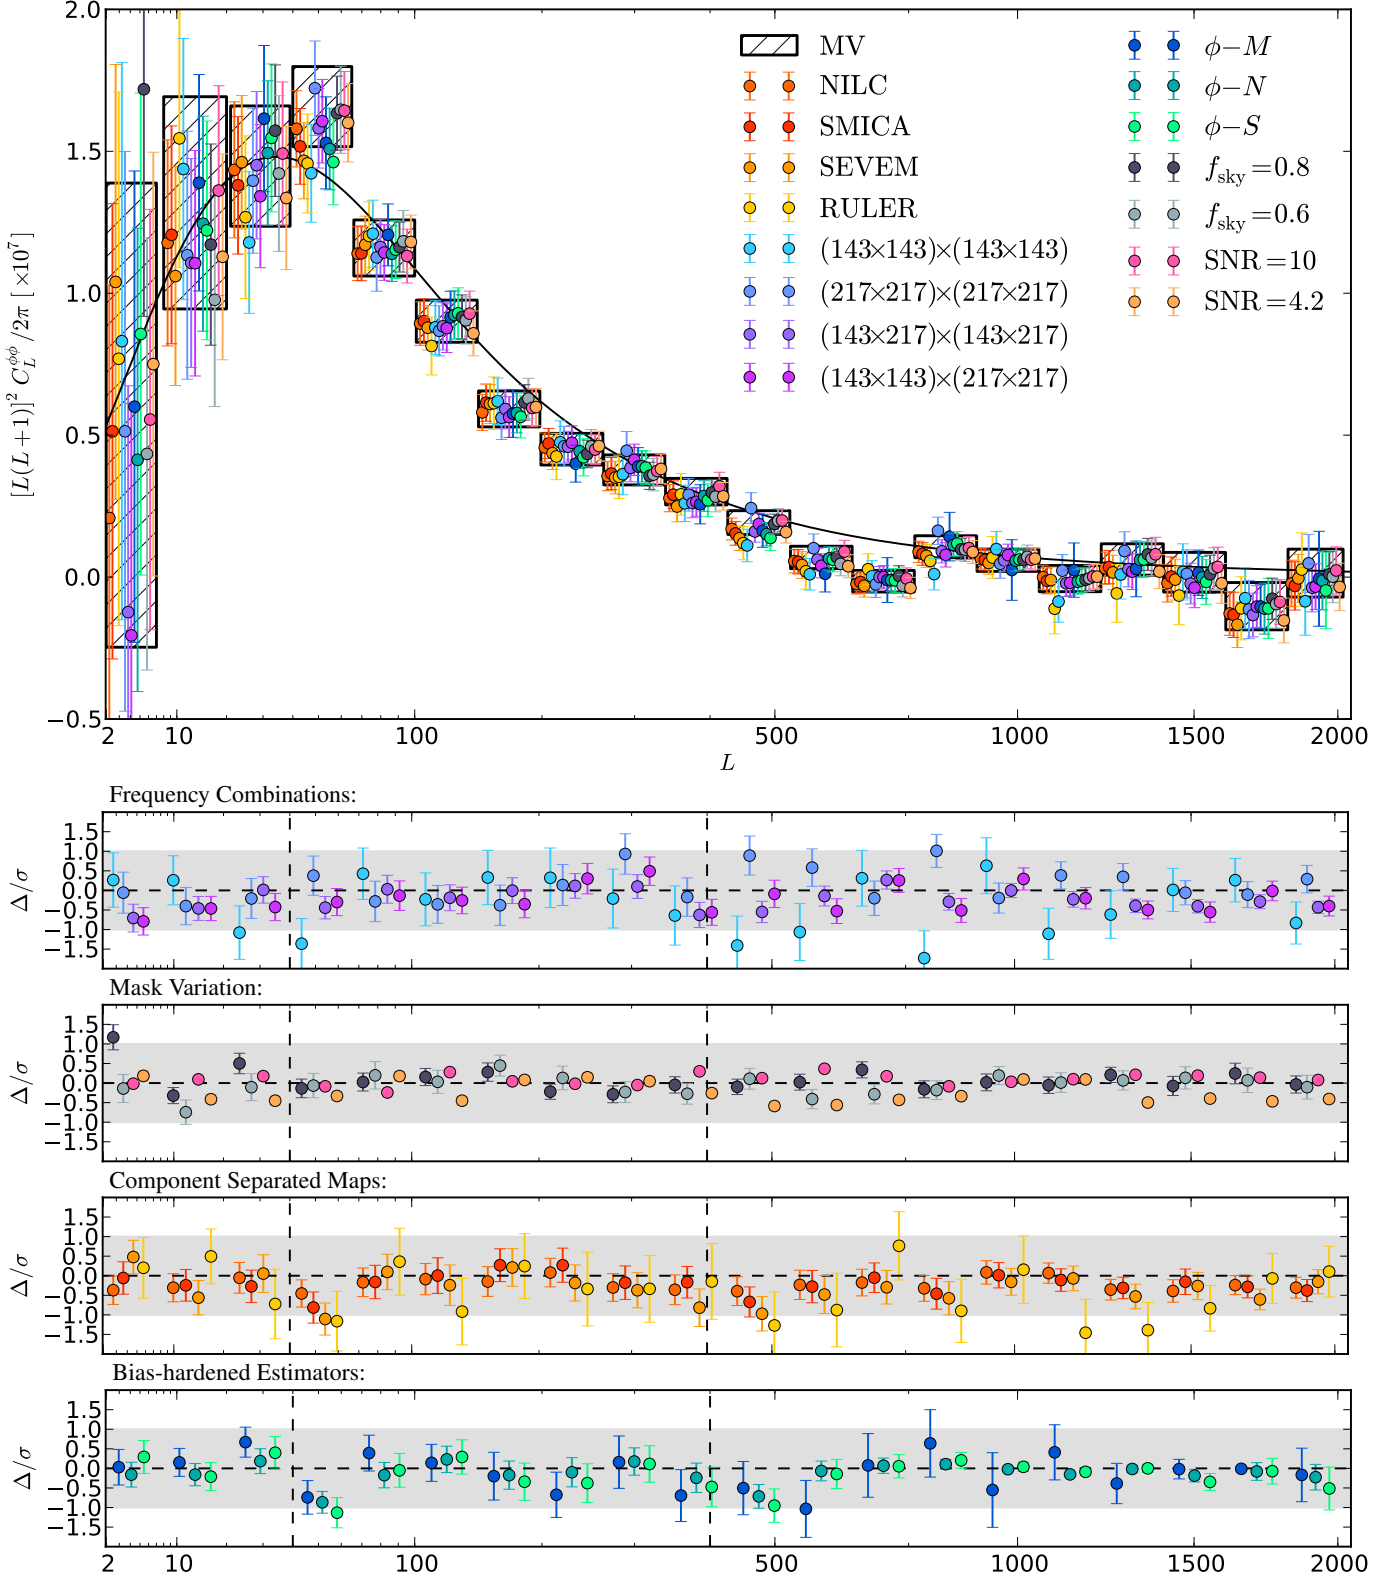 2.0
1.5
1.0
0.5
0.0
−0.5
[L(L+1)]² C_L^{ϕϕ}/2π [×10⁷]
MV
NILC
SMICA
SEVEM
RULER
(143×143)×(143×143)
(217×217)×(217×217)
(143×217)×(143×217)
(143×143)×(217×217)
ϕ−M
ϕ−N
ϕ−S
f_sky=0.8
f_sky=0.6
SNR=10
SNR=4.2
2 10 100 500 1000 1500 2000
L
Frequency Combinations:
1.5
1.0
0.5
0.0
−0.5
−1.0
−1.5
Δ/σ
Mask Variation:
1.5
1.0
0.5
0.0
−0.5
−1.0
−1.5
Δ/σ
Component Separated Maps:
1.5
1.0
0.5
0.0
−0.5
−1.0
−1.5
Δ/σ
Bias-hardened Estimators:
1.5
1.0
0.5
0.0
−0.5
−1.0
−1.5
Δ/σ
2 10 100 500 1000 1500 2000